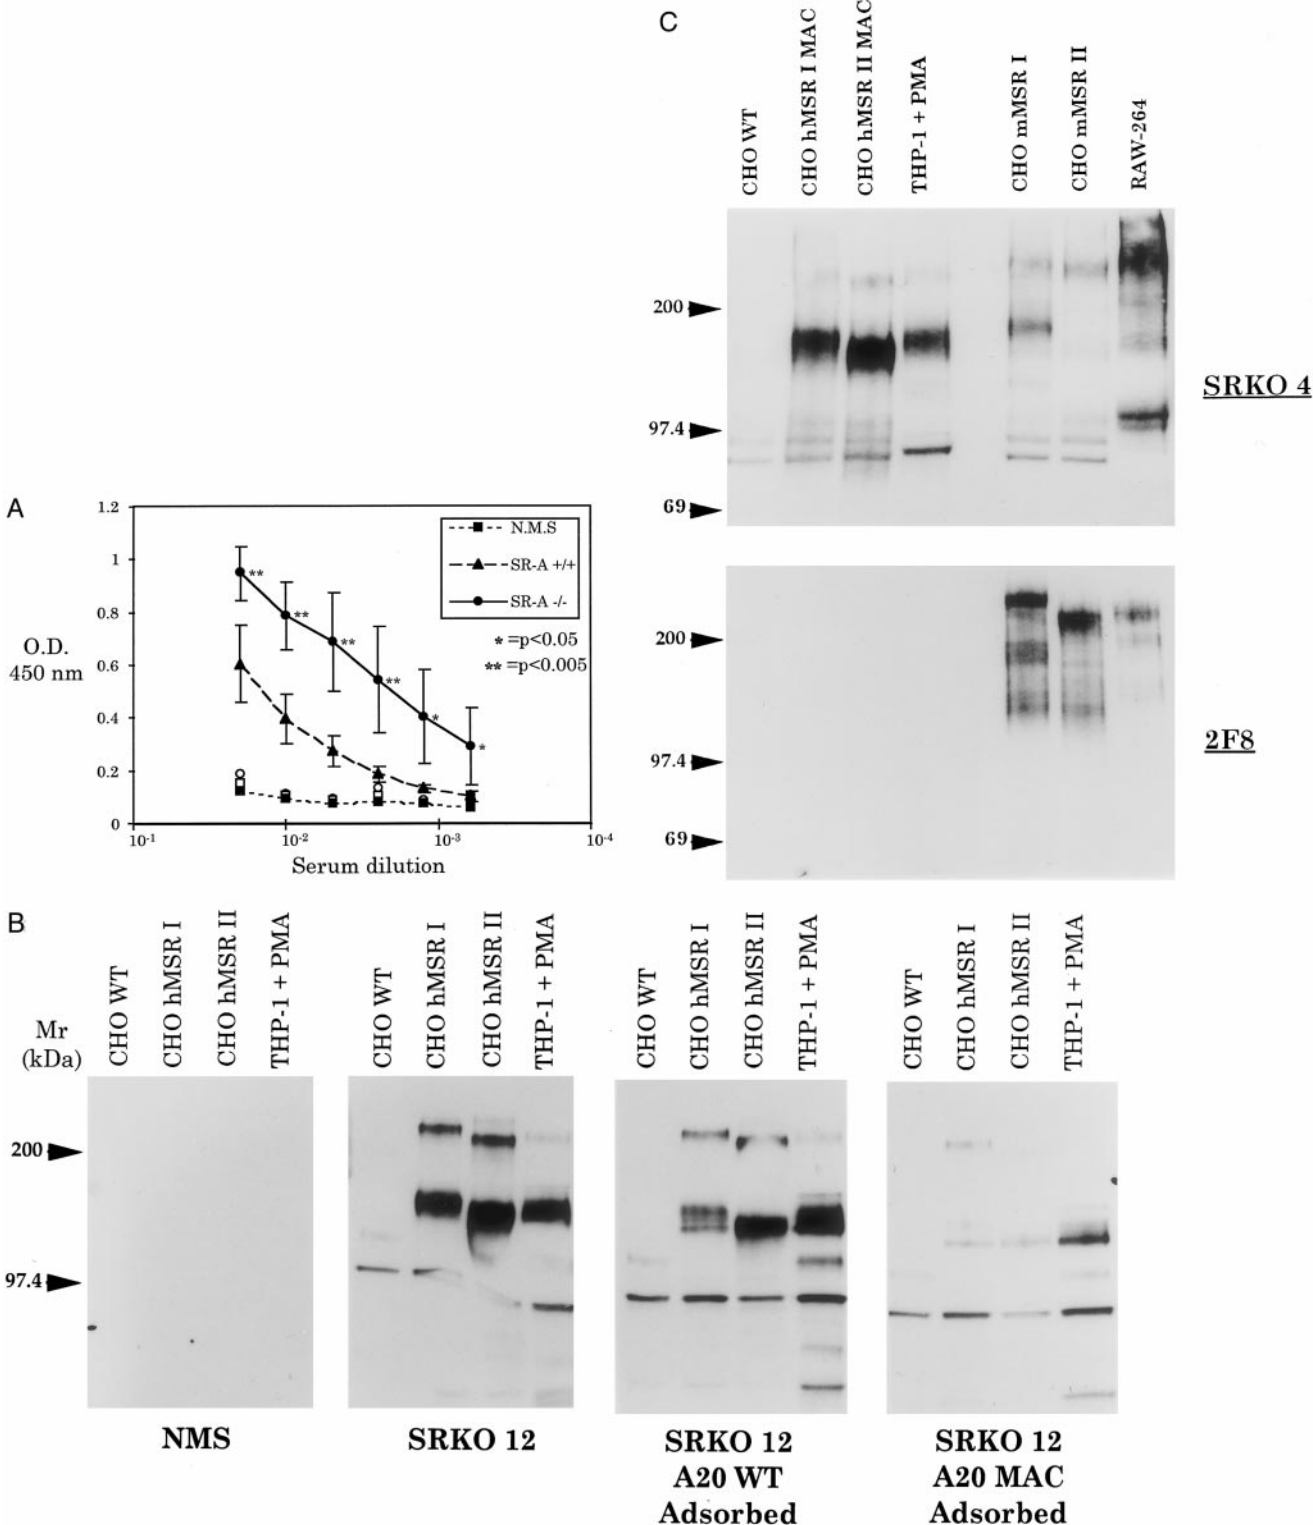 C
CHO WT
CHO hMSR I MAC
CHO hMSR II MAC
THP-1 + PMA
CHO mMSR I
CHO mMSR II
RAW-264
200
97.4
69
SRKO 4
200
97.4
69
2F8
A
1.2
1
0.8
0.6
0.4
0.2
0
O.D.
450 nm
N.M.S
SR-A +/+
SR-A -/-
* =p<0.05
** =p<0.005
**
**
**
**
*
*
10-1
10-2
10-3
10-4
Serum dilution
B
Mr
(kDa)
200
97.4
CHO WT
CHO hMSR I
CHO hMSR II
THP-1 + PMA
CHO WT
CHO hMSR I
CHO hMSR II
THP-1 + PMA
CHO WT
CHO hMSR I
CHO hMSR II
THP-1 + PMA
CHO WT
CHO hMSR I
CHO hMSR II
THP-1 + PMA
NMS
SRKO 12
SRKO 12
A20 WT
Adsorbed
SRKO 12
A20 MAC
Adsorbed